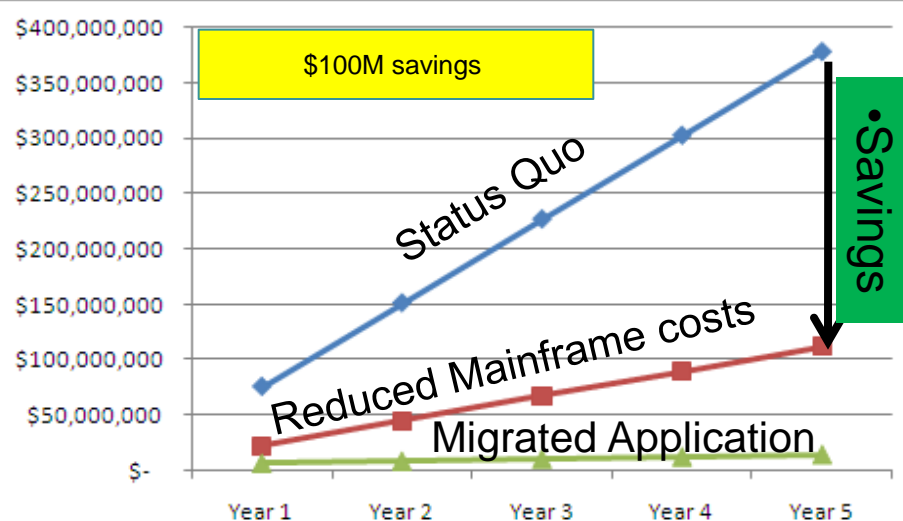 $400,000,000
$350,000,000
$300,000,000
$250,000,000
$200,000,000
$150,000,000
$100,000,000
$50,000,000
$-
$100M savings
Status Quo
Reduced Mainframe costs
Migrated Application
•Savings
Year 1 Year 2 Year 3 Year 4 Year 5